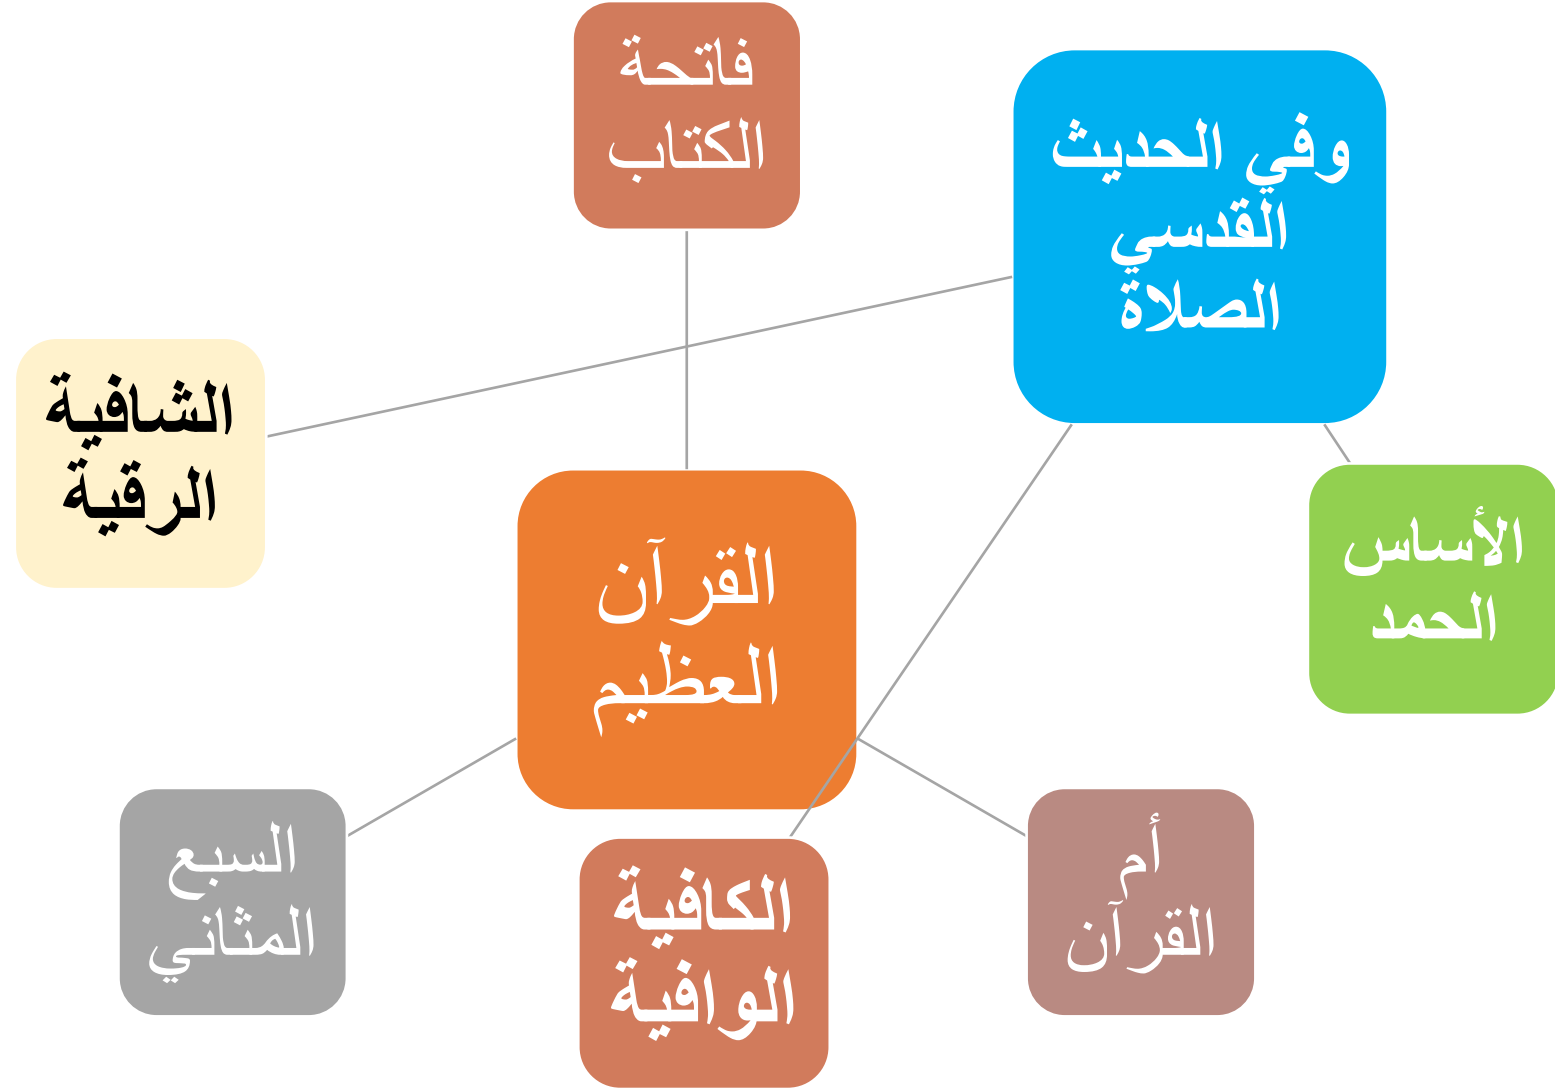 فاتحة
الكتاب
وفي الحديث
القدسي
الصلاة
الشافية
الرقية
القرآن
العظيم
الأساس
الحمد
السبع
المثاني
الكافية
الوافية
أم
القرآن